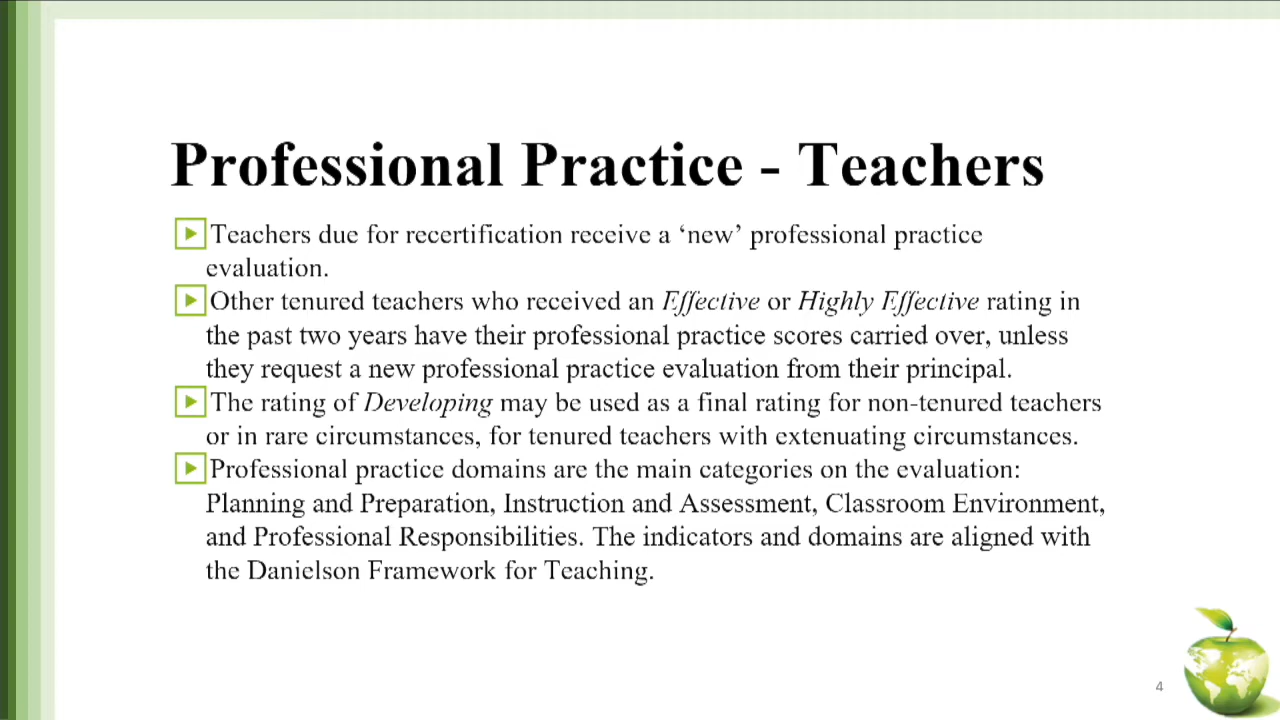 Professional Practice - Teachers
Teachers due for recertification receive a ‘new’ professional practice
evaluation.
Other tenured teachers who received an Effective or Highly Effective rating in
the past two years have their professional practice scores carried over, unless
they request a new professional practice evaluation from their principal.
The rating of Developing may be used as a final rating for non-tenured teachers
or in rare circumstances, for tenured teachers with extenuating circumstances.
Professional practice domains are the main categories on the evaluation:
Planning and Preparation, Instruction and Assessment, Classroom Environment,
and Professional Responsibilities. The indicators and domains are aligned with
the Danielson Framework for Teaching.
4